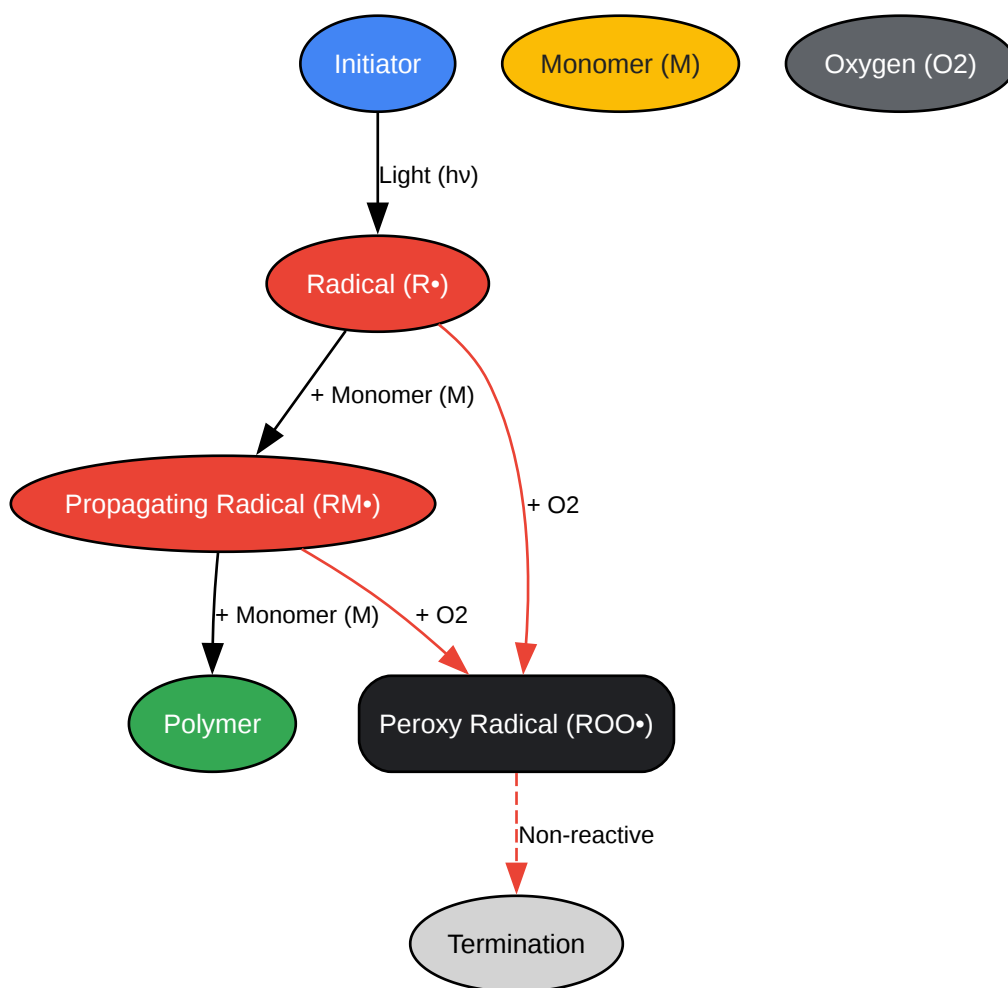 Initiator
Monomer (M)
Oxygen (O2)
Light (hν)
Radical (R•)
+ Monomer (M)
Propagating Radical (RM•)
+ O2
+ Monomer (M)
+ O2
Polymer
Peroxy Radical (ROO•)
Non-reactive
Termination